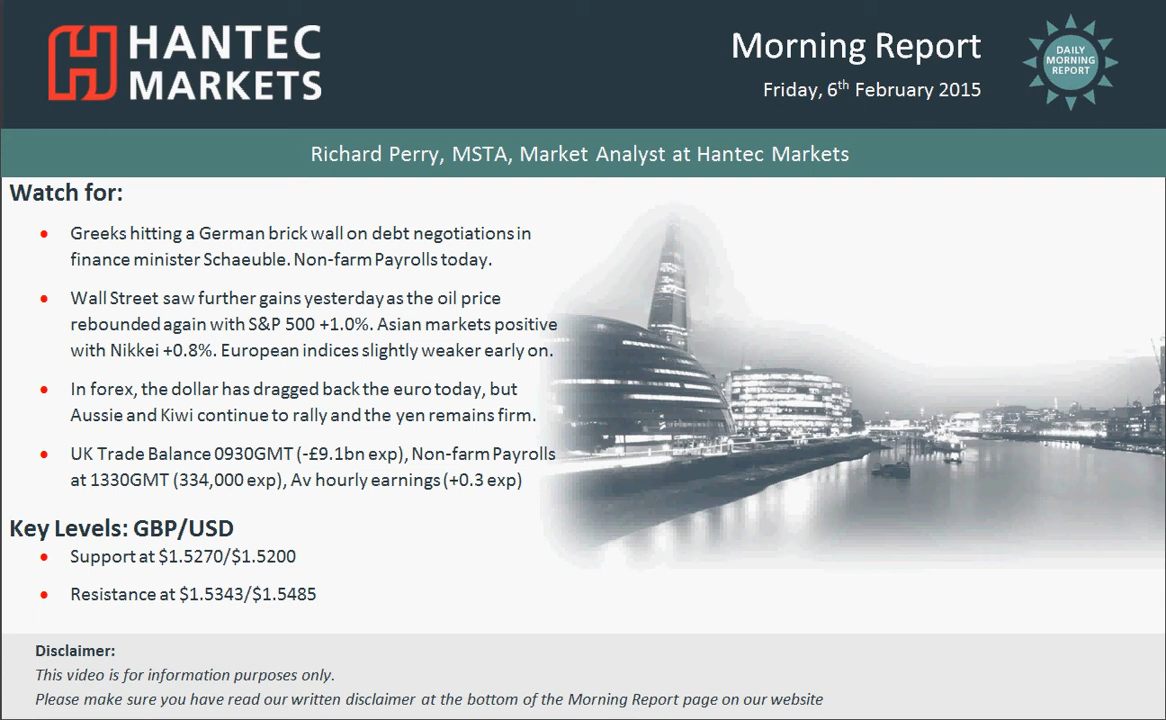 HANTEC
MARKETS
Morning Report
Friday, 6th February 2015
DAILY
MORNING
REPORT
Richard Perry, MSTA, Market Analyst at Hantec Markets
Watch for:
• Greeks hitting a German brick wall on debt negotiations in
finance minister Schaeuble. Non-farm Payrolls today.
• Wall Street saw further gains yesterday as the oil price
rebounded again with S&P 500 +1.0%. Asian markets positive
with Nikkei +0.8%. European indices slightly weaker early on.
• In forex, the dollar has dragged back the euro today, but
Aussie and Kiwi continue to rally and the yen remains firm.
• UK Trade Balance 0930GMT (-£9.1bn exp), Non-farm Payrolls
at 1330GMT (334,000 exp), Av hourly earnings (+0.3 exp)
Key Levels: GBP/USD
• Support at $1.5270/$1.5200
• Resistance at $1.5343/$1.5485
Disclaimer:
This video is for information purposes only.
Please make sure you have read our written disclaimer at the bottom of the Morning Report page on our website